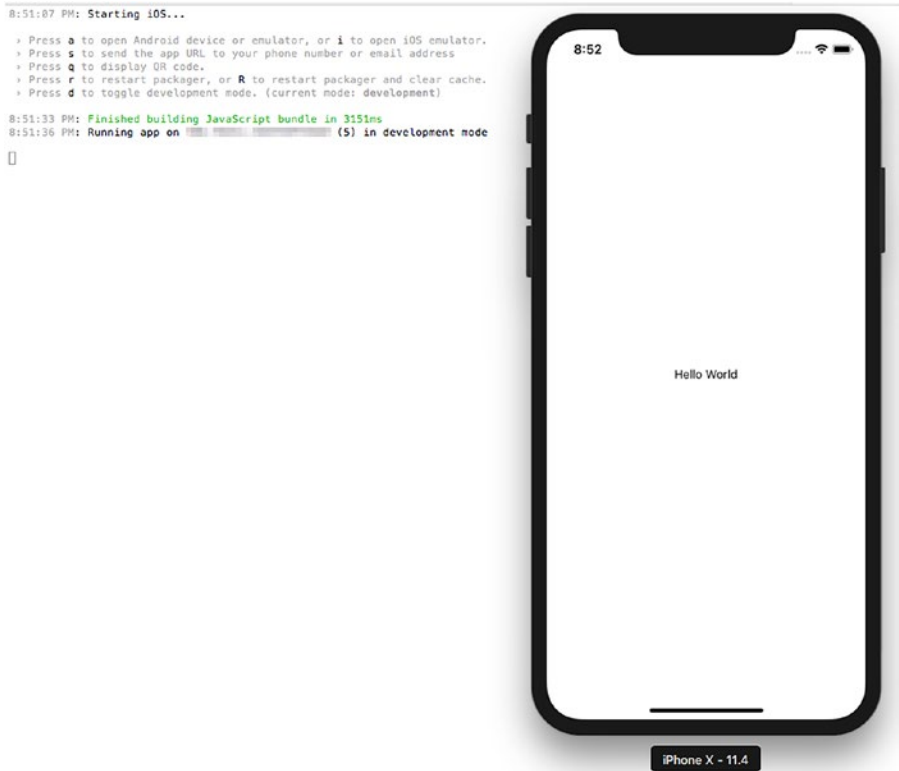 8:51:07 PM: Starting iOS...
› Press a to open Android device or emulator, or i to open iOS emulator.
› Press s to send the app URL to your phone number or email address
› Press q to display QR code.
› Press r to restart packager, or R to restart packager and clear cache.
› Press d to toggle development mode. (current mode: development)
8:51:33 PM: Finished building JavaScript bundle in 3151ms
8:51:36 PM: Running app on (5) in development mode
8:52
Hello World
iPhone X - 11.4